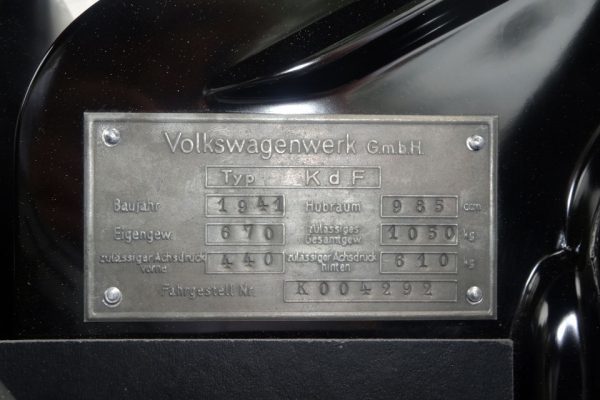 Volkswagenwerk G.m.b.H.
Typ KdF
Baujahr 1941 Hubraum 985 ccm
Eigengew. 670 zulässiges Gesamtgew. 1050 kg
zulässiger Achsdruck vorne 440 zulässiger Achsdruck hinten 610 kg
Fahrgestell Nr. K004292